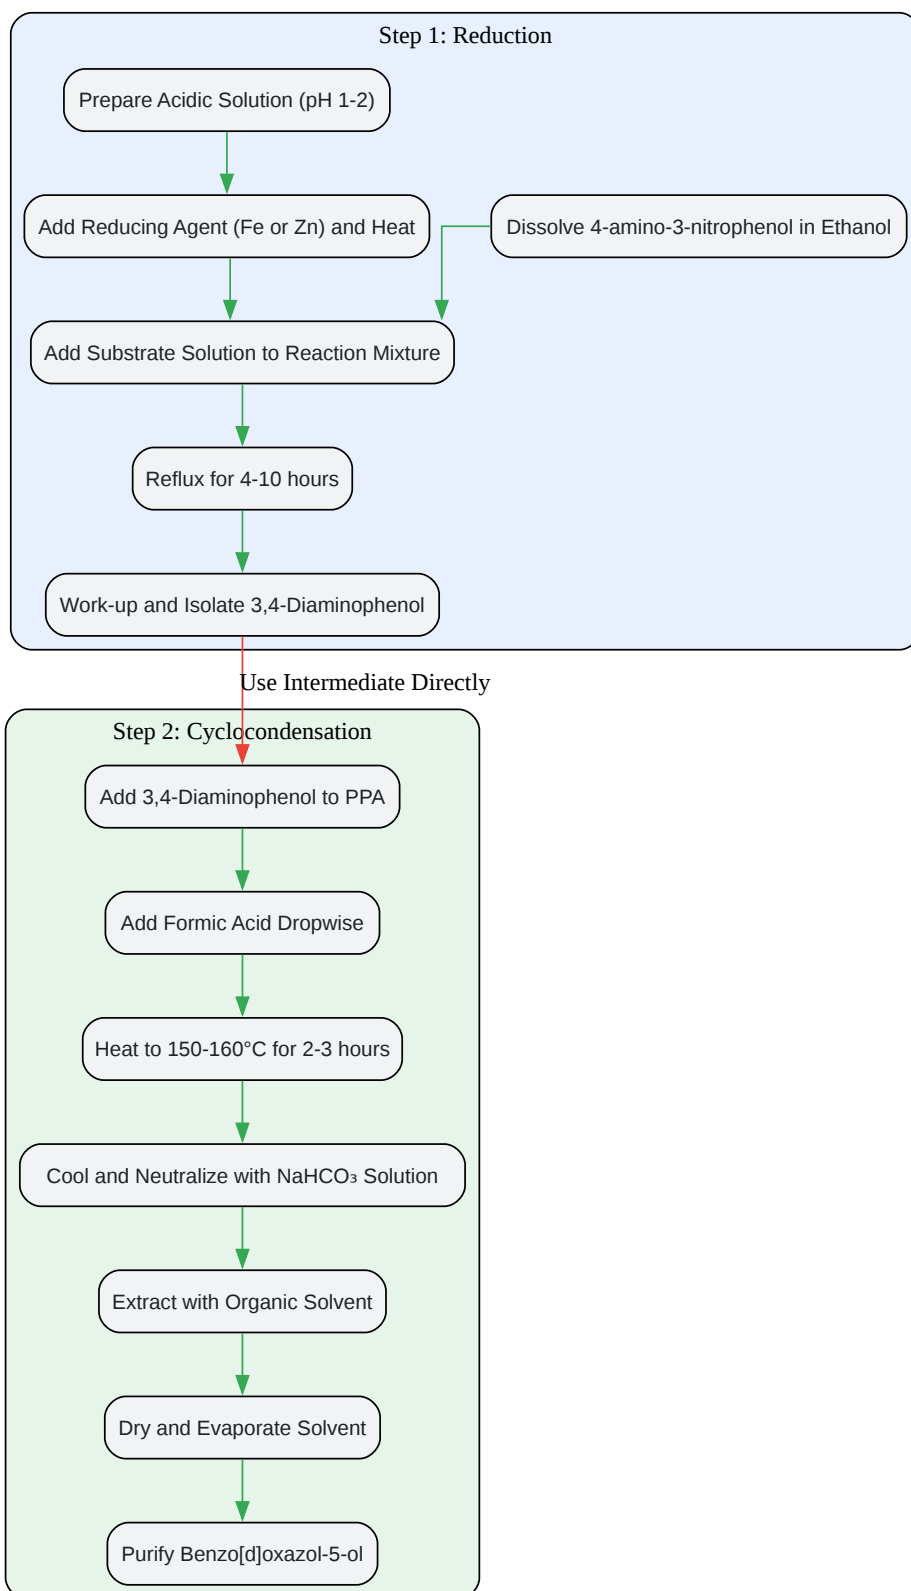 Step 1: Reduction
Prepare Acidic Solution (pH 1-2)
Add Reducing Agent (Fe or Zn) and Heat
Dissolve 4-amino-3-nitrophenol in Ethanol
Add Substrate Solution to Reaction Mixture
Reflux for 4-10 hours
Work-up and Isolate 3,4-Diaminophenol
Use Intermediate Directly
Step 2: Cyclocondensation
Add 3,4-Diaminophenol to PPA
Add Formic Acid Dropwise
Heat to 150-160°C for 2-3 hours
Cool and Neutralize with NaHCO₃ Solution
Extract with Organic Solvent
Dry and Evaporate Solvent
Purify Benzo[d]oxazol-5-ol